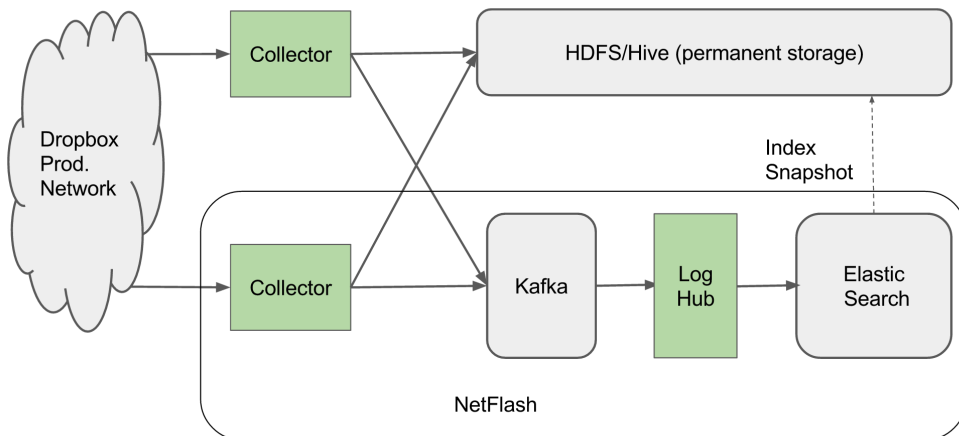 Collector
HDFS/Hive (permanent storage)
Dropbox
Prod.
Network
Index
Snapshot
Collector
Kafka
Log
Hub
Elastic
Search
NetFlash